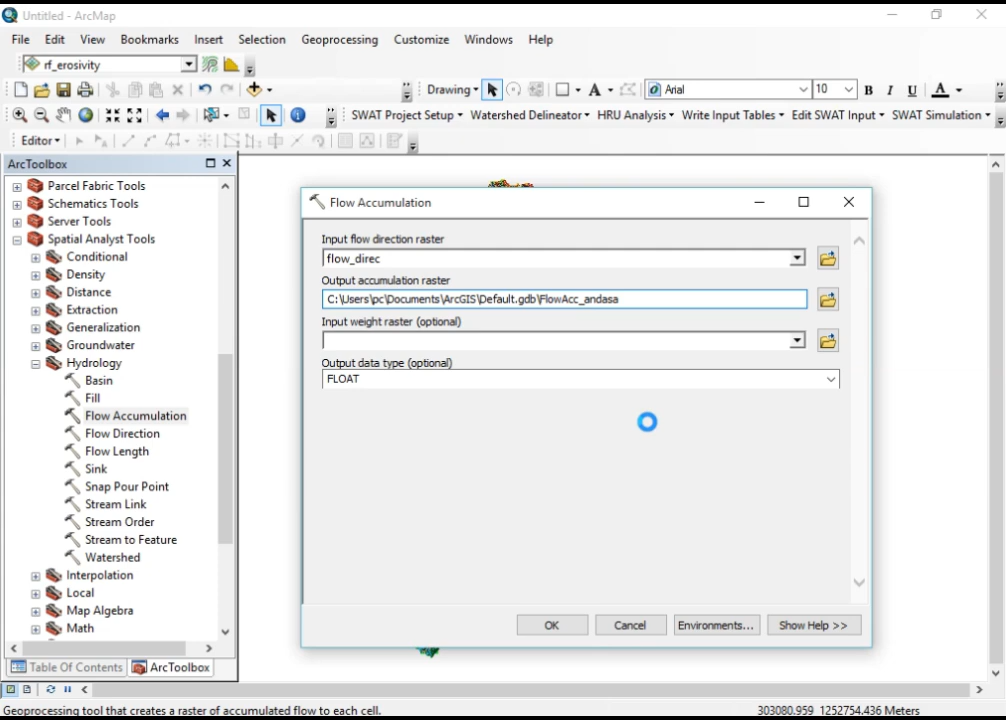 Untitled - ArcMap
File Edit View Bookmarks Insert Selection Geoprocessing Customize Windows Help
rf_erosivity
Drawing Arial 10 B I U A
SWAT Project Setup Watershed Delineator HRU Analysis Write Input Tables Edit SWAT Input SWAT Simulation
Editor
ArcToolbox
Parcel Fabric Tools
Schematics Tools
Server Tools
Spatial Analyst Tools
Conditional
Density
Distance
Extraction
Generalization
Groundwater
Hydrology
Basin
Fill
Flow Accumulation
Flow Direction
Flow Length
Sink
Snap Pour Point
Stream Link
Stream Order
Stream to Feature
Watershed
Interpolation
Local
Map Algebra
Math
Table Of Contents ArcToolbox
Flow Accumulation
Input flow direction raster
flow_direc
Output accumulation raster
C:\Users\pc\Documents\ArcGIS\Default.gdb\FlowAcc_andasa
Input weight raster (optional)
Output data type (optional)
FLOAT
OK Cancel Environments... Show Help >>
Geoprocessing tool that creates a raster of accumulated flow to each cell.
303080.959 1252754.436 Meters